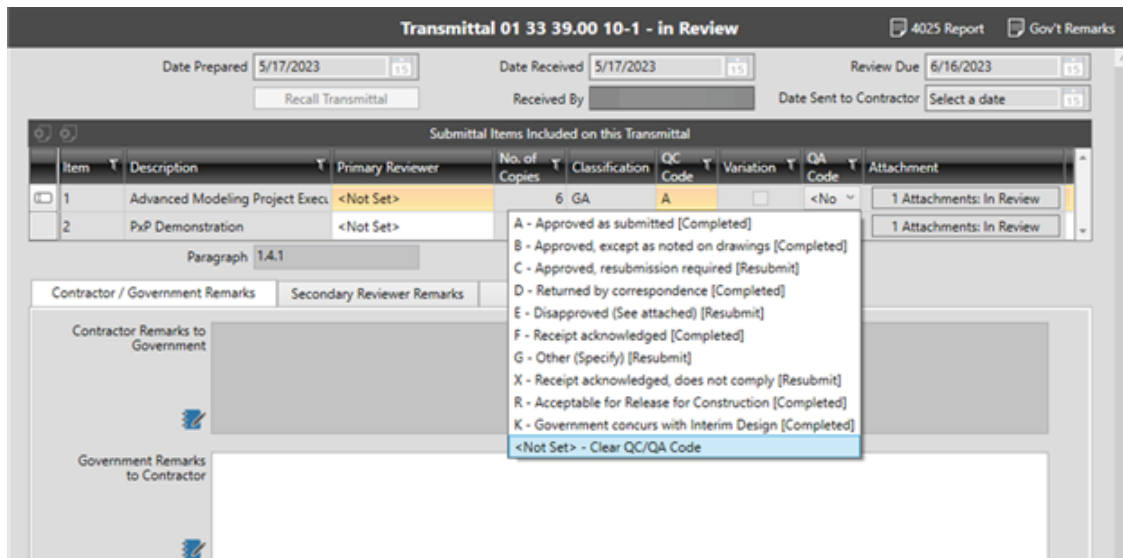 Transmittal 01 33 39.00 10-1 - in Review
4025 Report
Gov't Remarks
Date Prepared 5/17/2023 15
Date Received 5/17/2023 15
Review Due 6/16/2023 15
Recall Transmittal
Received By
Date Sent to Contractor Select a date 15
Submittal Items Included on this Transmittal
Item Description Primary Reviewer No. of Copies Classification QC Code Variation QA Code Attachment
1 Advanced Modeling Project Execu <Not Set> 6 GA A <No 1 Attachments: In Review
2 PxP Demonstration <Not Set> 1 Attachments: In Review
Paragraph 1.4.1
Contractor / Government Remarks
Secondary Reviewer Remarks
Contractor Remarks to
Government
A - Approved as submitted [Completed]
B - Approved, except as noted on drawings [Completed]
C - Approved, resubmission required [Resubmit]
D - Returned by correspondence [Completed]
E - Disapproved (See attached) [Resubmit]
F - Receipt acknowledged [Completed]
G - Other (Specify) [Resubmit]
X - Receipt acknowledged, does not comply [Resubmit]
R - Acceptable for Release for Construction [Completed]
K - Government concurs with Interim Design [Completed]
<Not Set> - Clear QC/QA Code
Government Remarks
to Contractor